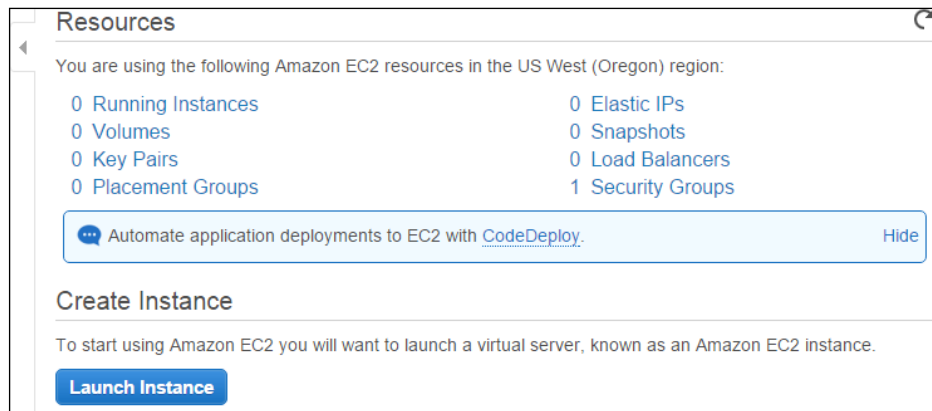 Resources
You are using the following Amazon EC2 resources in the US West (Oregon) region:
0 Running Instances
0 Elastic IPs
0 Volumes
0 Snapshots
0 Key Pairs
0 Load Balancers
0 Placement Groups
1 Security Groups
Automate application deployments to EC2 with CodeDeploy. Hide
Create Instance
To start using Amazon EC2 you will want to launch a virtual server, known as an Amazon EC2 instance.
Launch Instance